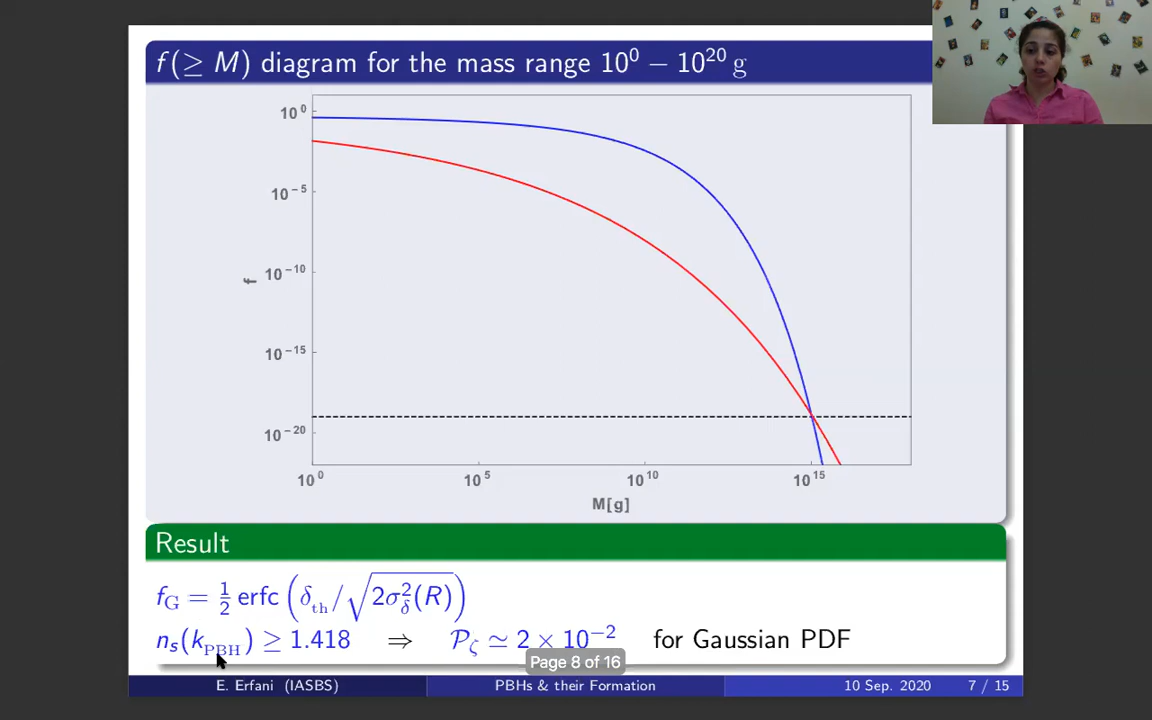 f(≥ M) diagram for the mass range 10⁰ − 10²⁰ g
10⁰
10⁻⁵
10⁻¹⁰
10⁻¹⁵
10⁻²⁰
f
10⁰ 10⁵ 10¹⁰ 10¹⁵
M[g]
Result
f_G = ½ erfc (δ_th / √(2σ²_δ(R)))
n_s(k_PBH) ≥ 1.418 ⇒ 𝒫_ζ ≃ 2 × 10⁻² for Gaussian PDF
Page 8 of 16
E. Erfani (IASBS) PBHs & their Formation 10 Sep. 2020 7 / 15